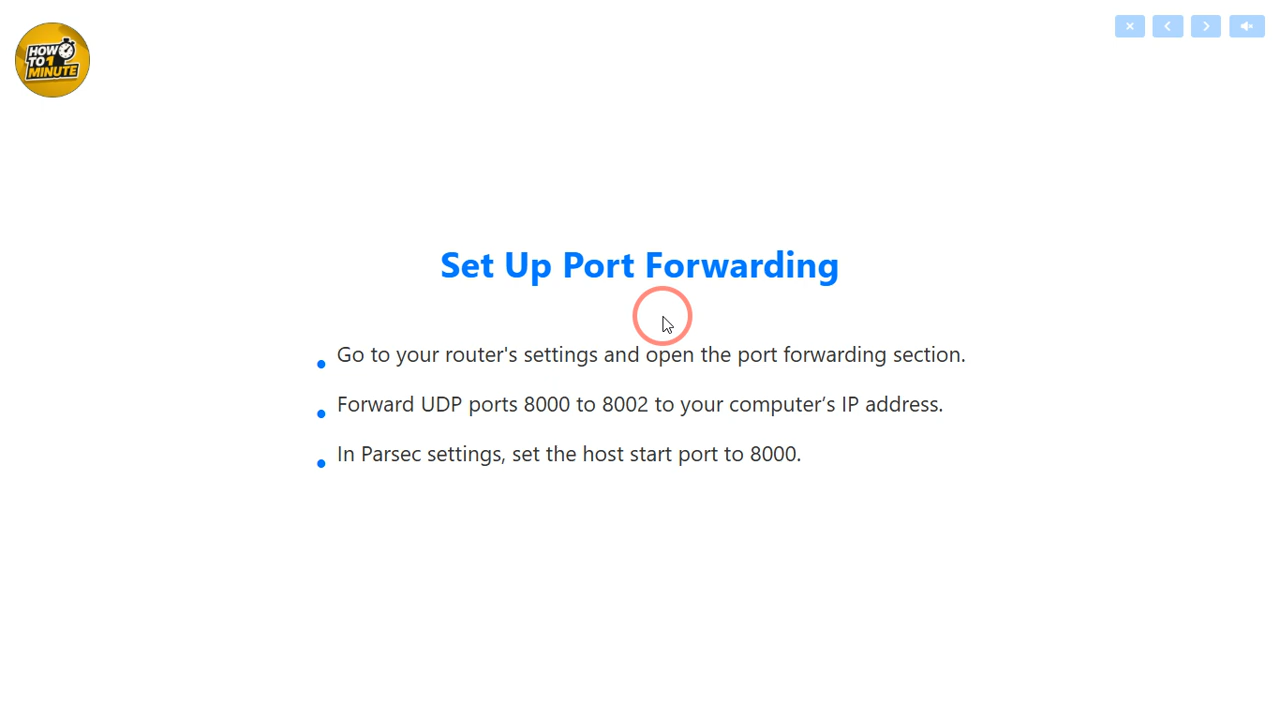 HOW
TO 1
MINUTE
Set Up Port Forwarding
Go to your router's settings and open the port forwarding section.
Forward UDP ports 8000 to 8002 to your computer’s IP address.
In Parsec settings, set the host start port to 8000.